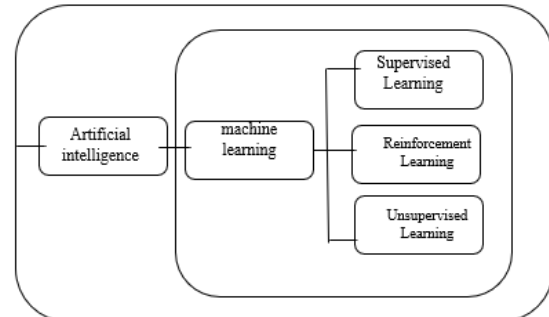 Artificial
intelligence
machine
learning
Supervised
Learning
Reinforcement
Learning
Unsupervised
Learning